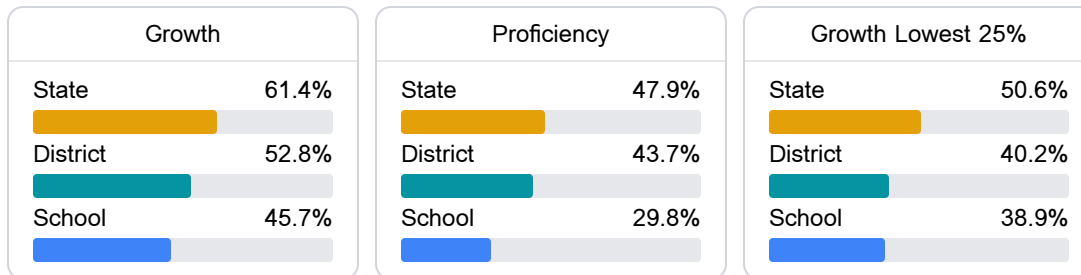 Growth
State 61.4%
District 52.8%
School 45.7%
Proficiency
State 47.9%
District 43.7%
School 29.8%
Growth Lowest 25%
State 50.6%
District 40.2%
School 38.9%